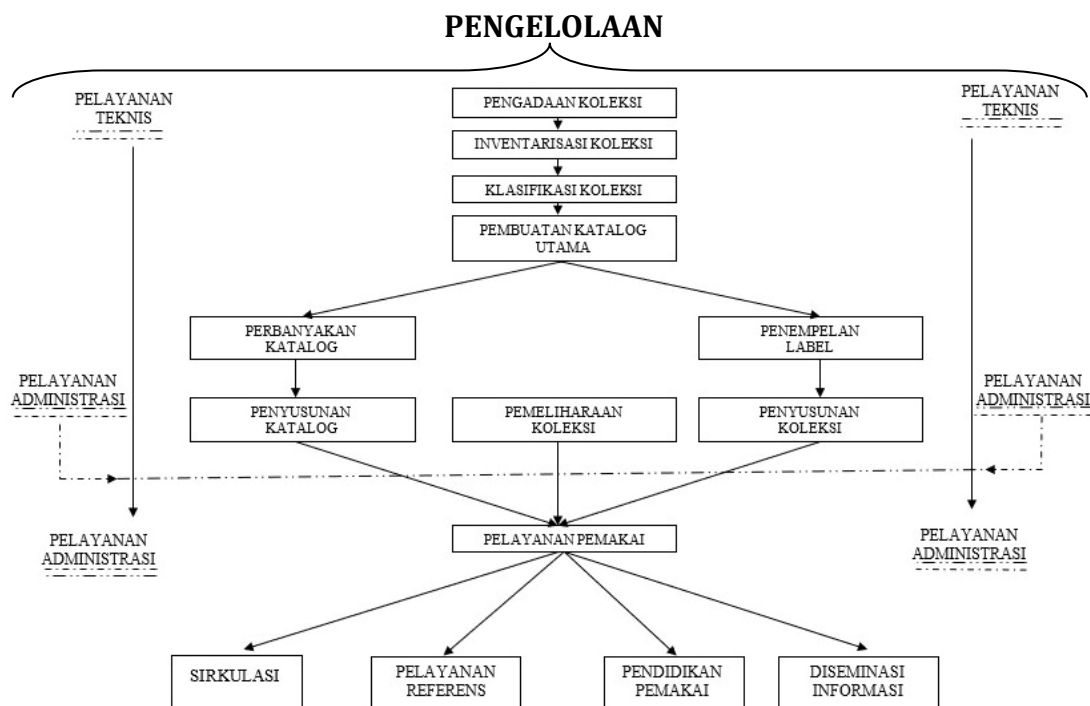 PENGELOLAAN
PELAYANAN
TEKNIS
PENGADAAN KOLEKSI
PELAYANAN
TEKNIS
INVENTARISASI KOLEKSI
KLASIFIKASI KOLEKSI
PEMBUATAN KATALOG
UTAMA
PERBANYAKAN
KATALOG
PENEMPELAN
LABEL
PELAYANAN
ADMINISTRASI
PELAYANAN
ADMINISTRASI
PENYUSUNAN
KATALOG
PEMELIHARAAN
KOLEKSI
PENYUSUNAN
KOLEKSI
PELAYANAN
ADMINISTRASI
PELAYANAN PEMAKAI
PELAYANAN
ADMINISTRASI
SIRKULASI
PELAYANAN
REFERENS
PENDIDIKAN
PEMAKAI
DISEMINASI
INFORMASI